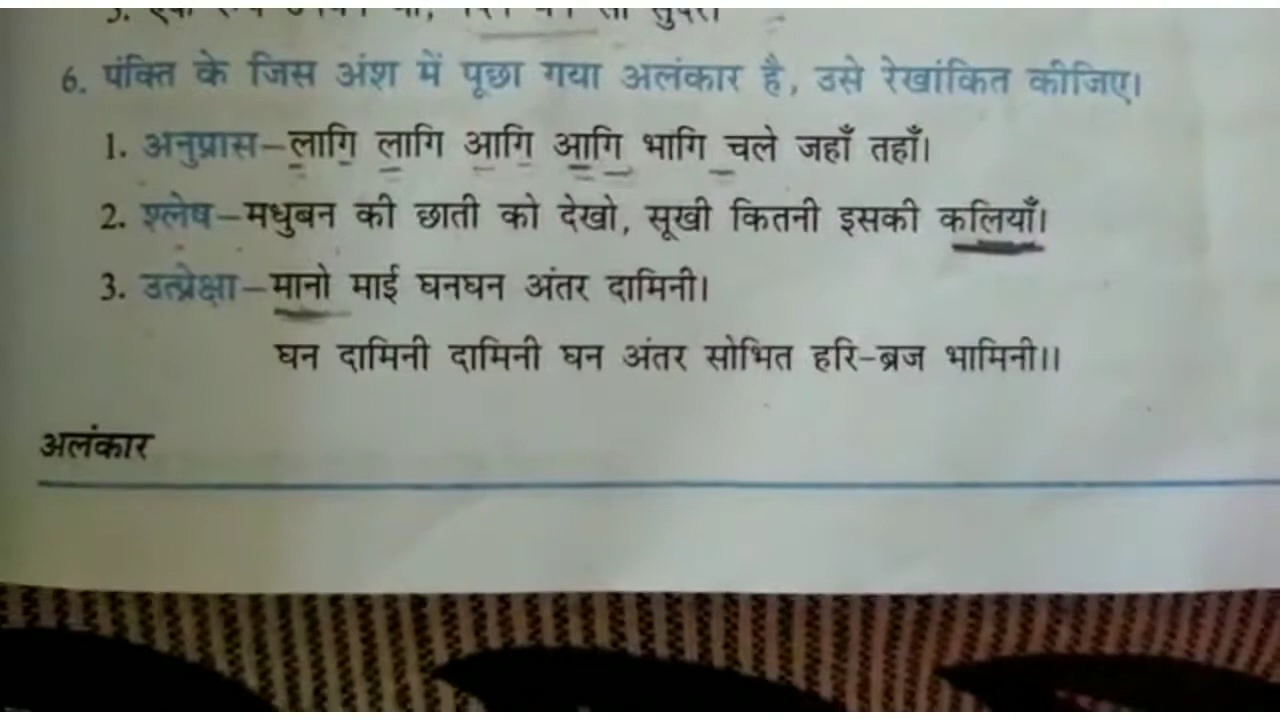 6. पंक्ति के जिस अंश में पूछा गया अलंकार है, उसे रेखांकित कीजिए।
1. अनुप्रास–लागि लागि आगि आगि भागि चले जहाँ तहाँ।
2. श्लेष–मधुबन की छाती को देखो, सूखी कितनी इसकी कलियाँ।
3. उत्प्रेक्षा–मानो माई घनघन अंतर दामिनी।
घन दामिनी दामिनी घन अंतर सोभित हरि-ब्रज भामिनी।।
अलंकार